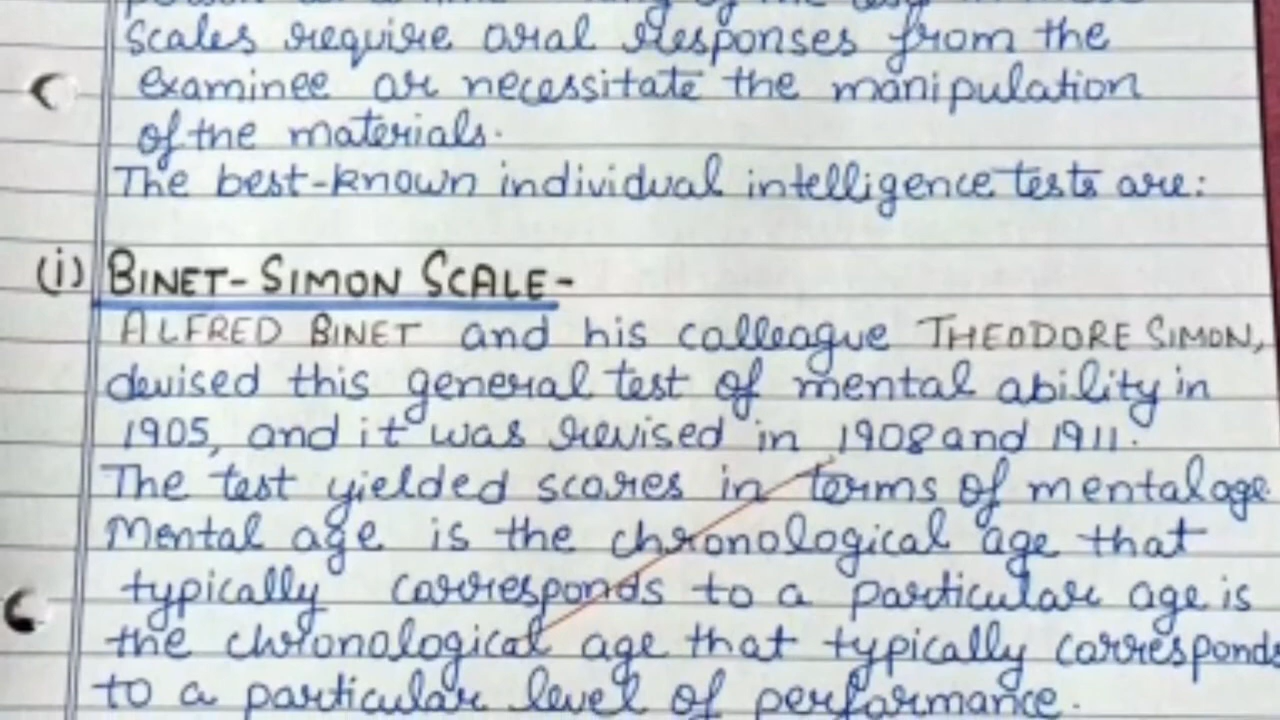 Scales require oral responses from the
examinee or necessitate the manipulation
of the materials.
The best-known individual intelligence tests are:
(i) BINET-SIMON SCALE-
ALFRED BINET and his colleague THEODORE SIMON,
devised this general test of mental ability in
1905, and it was revised in 1908 and 1911.
The test yielded scores in terms of mental age.
Mental age is the chronological age that
typically corresponds to a particular age is
the chronological age that typically corresponds
to a particular level of performance.